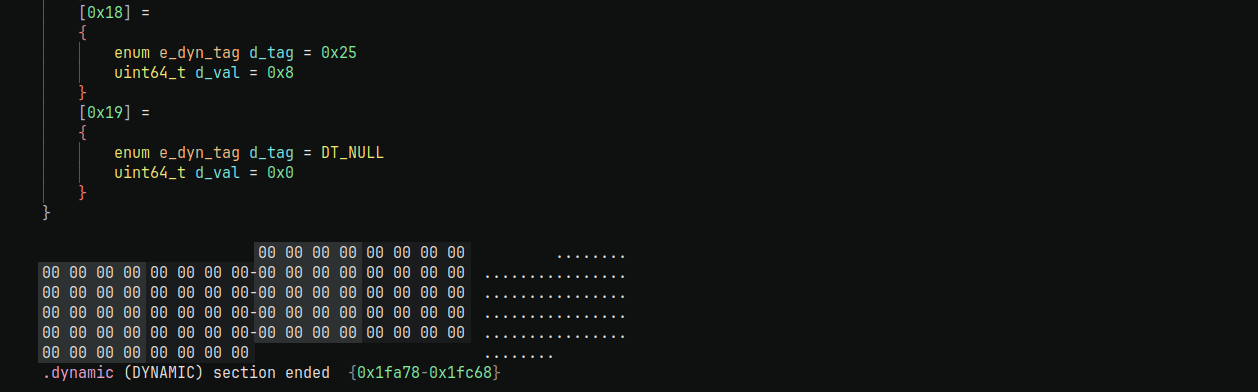 [0x18] =
{
enum e_dyn_tag d_tag = 0x25
uint64_t d_val = 0x8
}
[0x19] =
{
enum e_dyn_tag d_tag = DT_NULL
uint64_t d_val = 0x0
}
}
00 00 00 00 00 00 00 00 ........
00 00 00 00 00 00 00 00-00 00 00 00 00 00 00 00 ................
00 00 00 00 00 00 00 00-00 00 00 00 00 00 00 00 ................
00 00 00 00 00 00 00 00-00 00 00 00 00 00 00 00 ................
00 00 00 00 00 00 00 00-00 00 00 00 00 00 00 00 ................
00 00 00 00 00 00 00 00 ........
.dynamic (DYNAMIC) section ended {0x1fa78-0x1fc68}